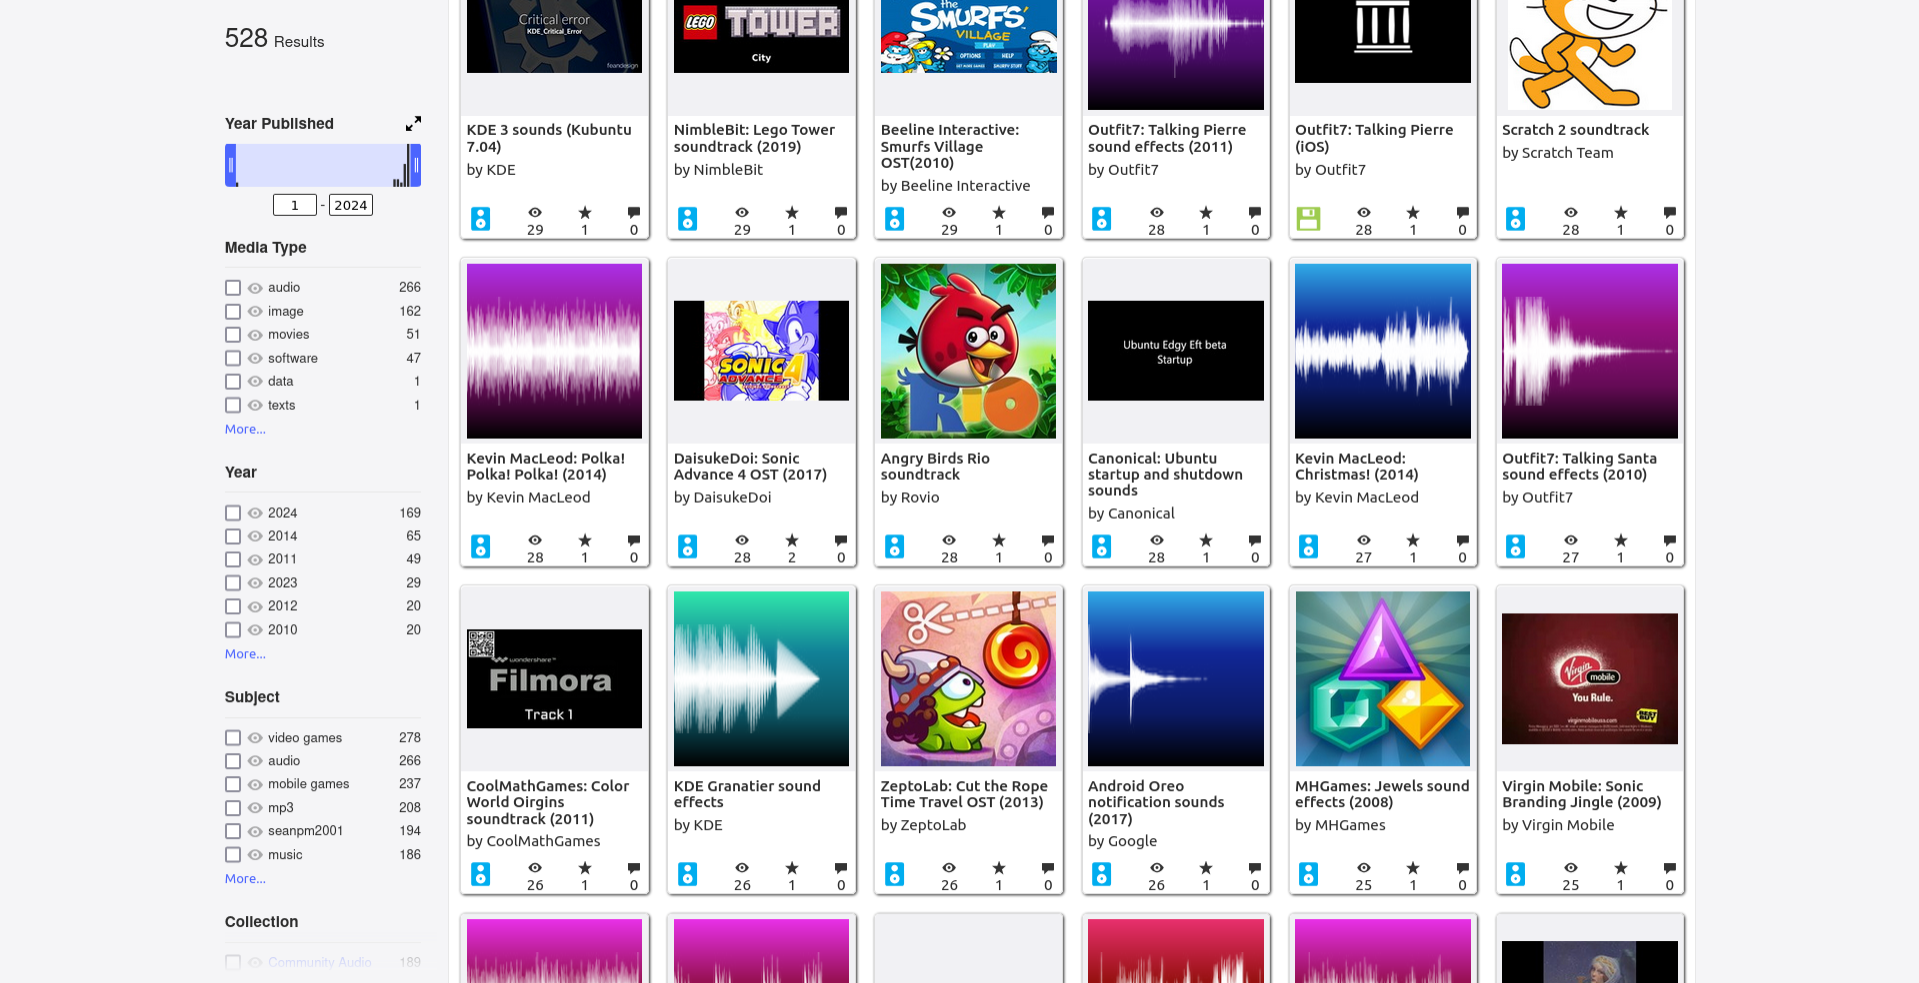 528 Results
Year Published
1 - 2024
Media Type
audio 266
image 162
movies 51
software 47
data 1
texts 1
More...
Year
2024 169
2014 65
2011 49
2023 29
2012 20
2010 20
More...
Subject
video games 278
audio 266
mobile games 237
mp3 208
seanpm2001 194
music 186
More...
Collection
Community Audio 189
Critical error
KDE_Critical_Error
feandesign
KDE 3 sounds (Kubuntu
7.04)
by KDE
29 1 0
LEGO TOWER
City
NimbleBit: Lego Tower
soundtrack (2019)
by NimbleBit
29 1 0
the
SMURFS'
VILLAGE
PLAY
OPTIONS HELP
GET MORE GAMES SMURFY STUFF
Beeline Interactive:
Smurfs Village
OST(2010)
by Beeline Interactive
29 1 0
Outfit7: Talking Pierre
sound effects (2011)
by Outfit7
28 1 0
Outfit7: Talking Pierre
(iOS)
by Outfit7
28 1 0
Scratch 2 soundtrack
by Scratch Team
28 1 0
Kevin MacLeod: Polka!
Polka! Polka! (2014)
by Kevin MacLeod
28 1 0
SONIC
ADVANCE 4
DaisukeDoi: Sonic
Advance 4 OST (2017)
by DaisukeDoi
28 2 0
RIO
Angry Birds Rio
soundtrack
by Rovio
28 1 0
Ubuntu Edgy Eft beta
Startup
Canonical: Ubuntu
startup and shutdown
sounds
by Canonical
28 1 0
Kevin MacLeod:
Christmas! (2014)
by Kevin MacLeod
27 1 0
Outfit7: Talking Santa
sound effects (2010)
by Outfit7
27 1 0
wondershare™
Filmora
Track 1
CoolMathGames: Color
World Oirgins
soundtrack (2011)
by CoolMathGames
26 1 0
KDE Granatier sound
effects
by KDE
26 1 0
ZeptoLab: Cut the Rope
Time Travel OST (2013)
by ZeptoLab
26 1 0
Android Oreo
notification sounds
(2017)
by Google
26 1 0
MHGames: Jewels sound
effects (2008)
by MHGames
25 1 0
Virgin mobile
You Rule.
virginmobileusa.com
BEST BUY
Virgin Mobile: Sonic
Branding Jingle (2009)
by Virgin Mobile
25 1 0